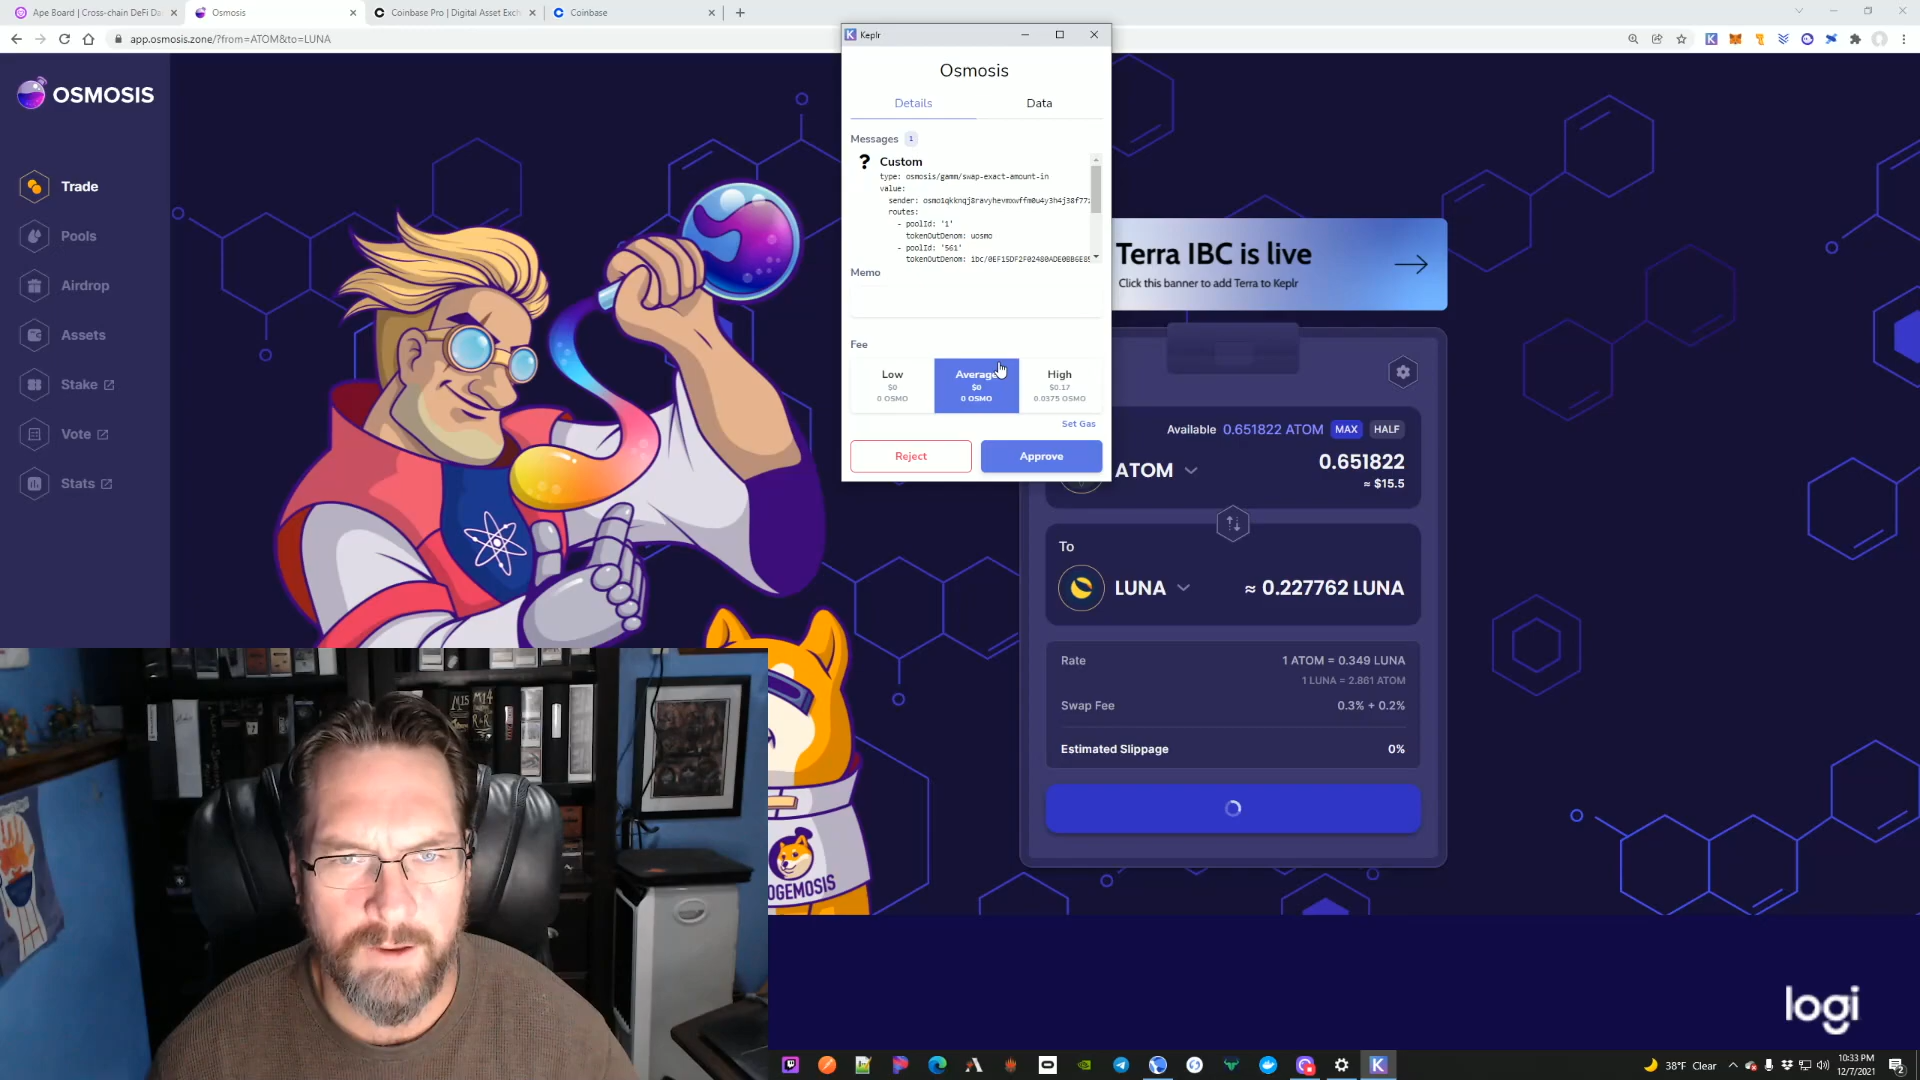 Ape Board | Cross-chain DeFi Da
Osmosis
Coinbase Pro | Digital Asset Exch
Coinbase
app.osmosis.zone/?from=ATOM&to=LUNA
Keplr
Osmosis
Details
Data
Messages 1
? Custom
type: osmosis/gamm/swap-exact-amount-in
value:
routes:
- poolId: '1'
tokenOutDenom: uosmo
- poolId: '561'
Memo
Fee
Low
$0
0 OSMO
Average
$0
0 OSMO
High
$0.17
0.0375 OSMO
Set Gas
Reject
Approve
OSMOSIS
Trade
Pools
Airdrop
Assets
Stake
Vote
Stats
Terra IBC is live
Click this banner to add Terra to Keplr
Available 0.651822 ATOM MAX HALF
ATOM
0.651822
≈ $15.5
To
LUNA
≈ 0.227762 LUNA
Rate
1 ATOM = 0.349 LUNA
1 LUNA = 2.861 ATOM
Swap Fee
0.3% + 0.2%
Estimated Slippage
0%
M15
M14
R&R
OGEMOSIS
logi
38°F Clear
10:33 PM
12/7/2021
2